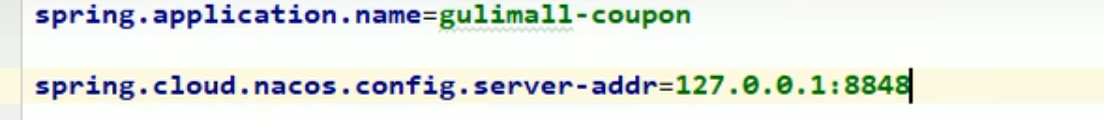 spring.application.name=gulimall-coupon
spring.cloud.nacos.config.server-addr=127.0.0.1:8848